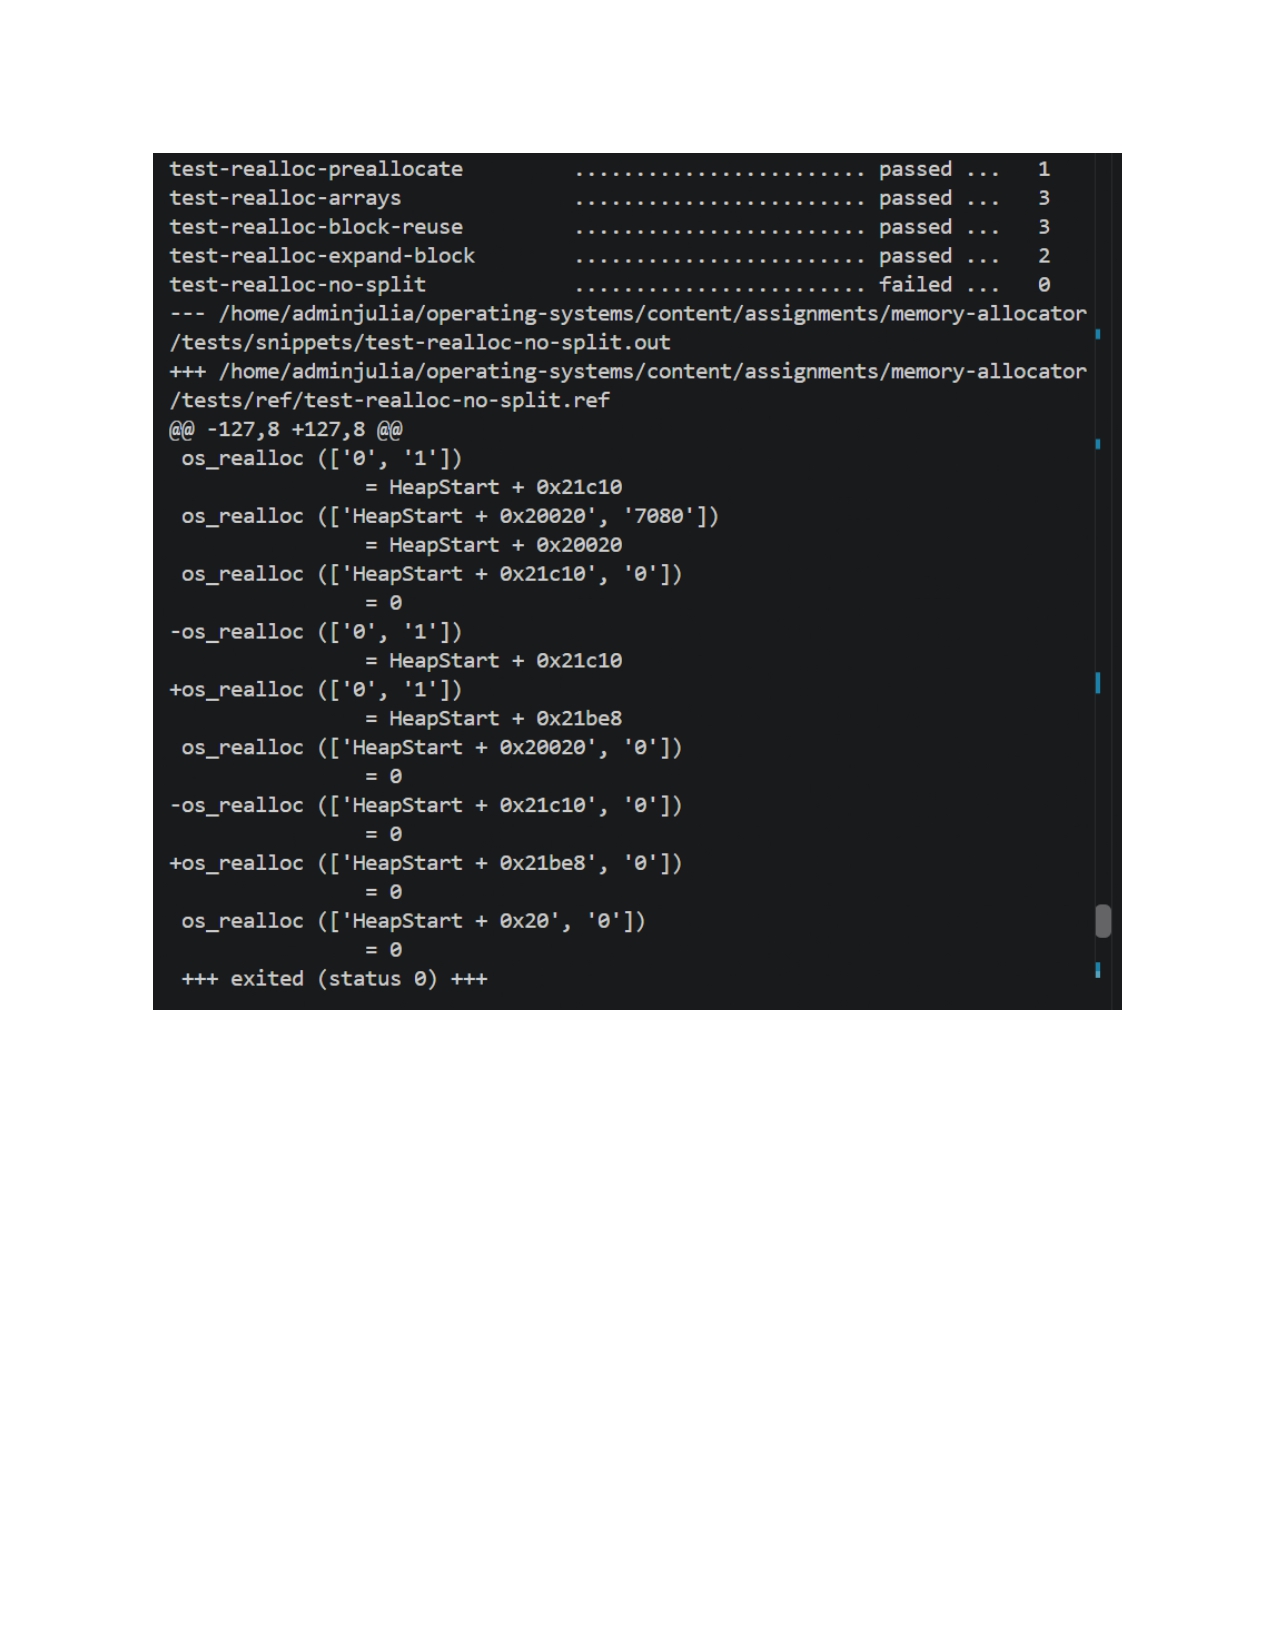 test-realloc-preallocate ........................ passed ... 1
test-realloc-arrays ........................ passed ... 3
test-realloc-block-reuse ........................ passed ... 3
test-realloc-expand-block ........................ passed ... 2
test-realloc-no-split ........................ failed ... 0
--- /home/adminjulia/operating-systems/content/assignments/memory-allocator
/tests/snippets/test-realloc-no-split.out
+++ /home/adminjulia/operating-systems/content/assignments/memory-allocator
/tests/ref/test-realloc-no-split.ref
@@ -127,8 +127,8 @@
 os_realloc (['0', '1'])
                = HeapStart + 0x21c10
 os_realloc (['HeapStart + 0x20020', '7080'])
                = HeapStart + 0x20020
 os_realloc (['HeapStart + 0x21c10', '0'])
                = 0
-os_realloc (['0', '1'])
                = HeapStart + 0x21c10
+os_realloc (['0', '1'])
                = HeapStart + 0x21be8
 os_realloc (['HeapStart + 0x20020', '0'])
                = 0
-os_realloc (['HeapStart + 0x21c10', '0'])
                = 0
+os_realloc (['HeapStart + 0x21be8', '0'])
                = 0
 os_realloc (['HeapStart + 0x20', '0'])
                = 0
 +++ exited (status 0) +++